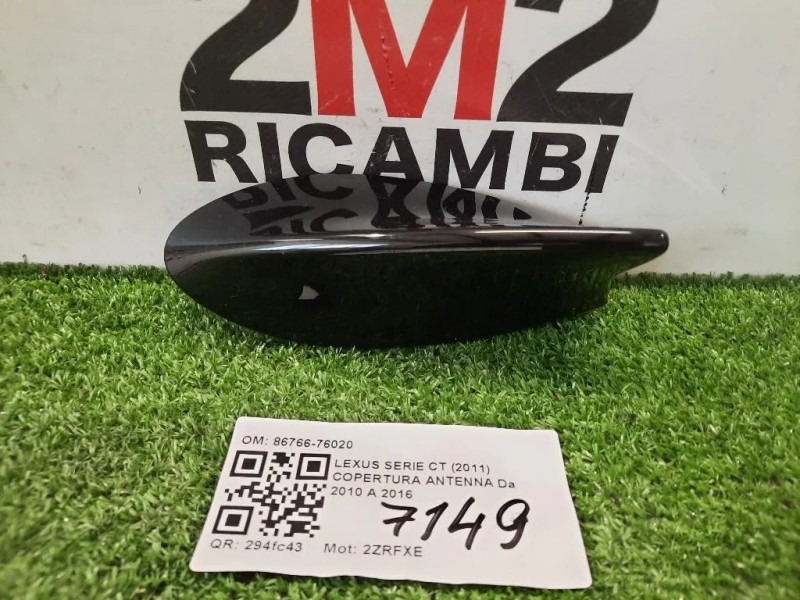 2M2
RICAMBI
OM: 86766-76020
LEXUS SERIE CT (2011)
COPERTURA ANTENNA Da
2010 A 2016
7149
QR: 294fc43 Mot: 2ZRFXE